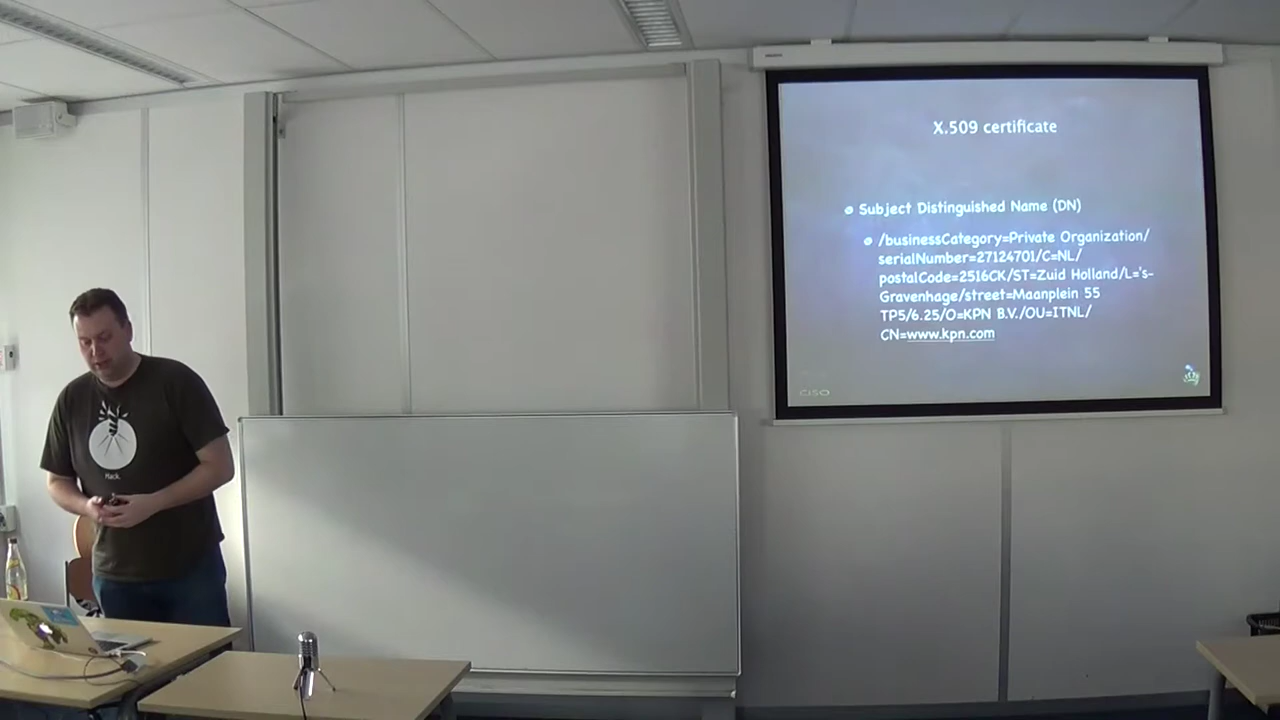 X.509 certificate
Subject Distinguished Name (DN)
/businessCategory=Private Organization/
serialNumber=27124701/C=NL/
postalCode=2516CK/ST=Zuid Holland/L='s-
Gravenhage/street=Maanplein 55
TP5/6.25/O=KPN B.V./OU=ITNL/
CN=www.kpn.com
CISO
Hack.